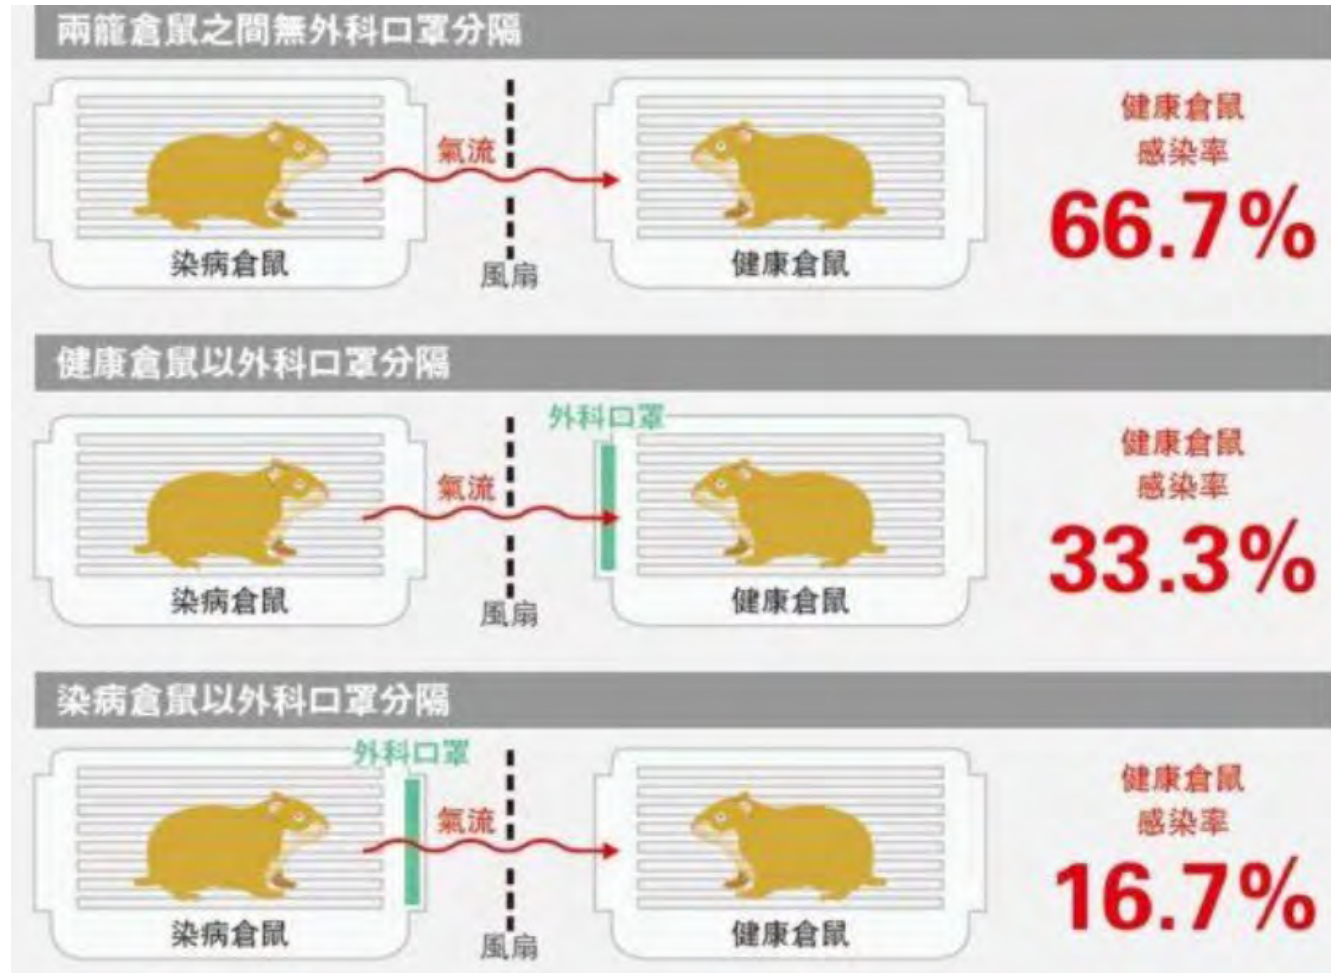 兩籠倉鼠之間無外科口罩分隔
氣流
風扇
染病倉鼠
健康倉鼠
健康倉鼠
感染率
66.7%
健康倉鼠以外科口罩分隔
外科口罩
氣流
風扇
染病倉鼠
健康倉鼠
健康倉鼠
感染率
33.3%
染病倉鼠以外科口罩分隔
外科口罩
氣流
風扇
染病倉鼠
健康倉鼠
健康倉鼠
感染率
16.7%